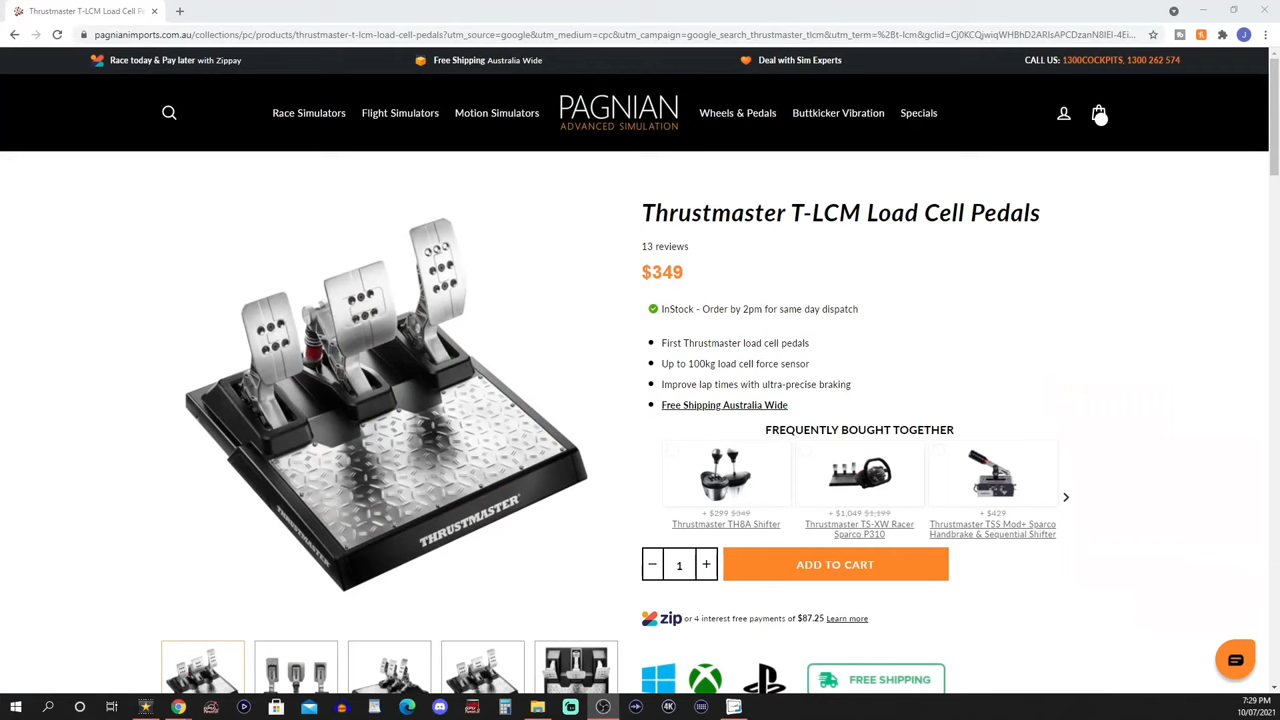 Thrustmaster T-LCM Load Cell Pe
pagnianimports.com.au/collections/pc/products/thrustmaster-t-lcm-load-cell-pedals?utm_source=google&utm_medium=cpc&utm_campaign=google_search_thrustmaster_tlcm&utm_term=%2Bt-lcm&gclid=
Race today & Pay later with Zippay
Free Shipping Australia Wide
Deal with Sim Experts
CALL US: 1300COCKPITS, 1300 262 574
Race Simulators
Flight Simulators
Motion Simulators
PAGNIAN
ADVANCED SIMULATION
Wheels & Pedals
Buttkicker Vibration
Specials
Thrustmaster T-LCM Load Cell Pedals
13 reviews
$349
InStock - Order by 2pm for same day dispatch
First Thrustmaster load cell pedals
Up to 100kg load cell force sensor
Improve lap times with ultra-precise braking
Free Shipping Australia Wide
FREQUENTLY BOUGHT TOGETHER
+ $299 $349
Thrustmaster TH8A Shifter
+ $1,049 $1,199
Thrustmaster TS-XW Racer
Sparco P310
+ $429
Thrustmaster TSS Mod+ Sparco
Handbrake & Sequential Shifter
1
ADD TO CART
zip or 4 interest free payments of $87.25 Learn more
FREE SHIPPING
THRUSTMASTER
THRUSTMASTER
J
4K
7:29 PM
10/07/2021